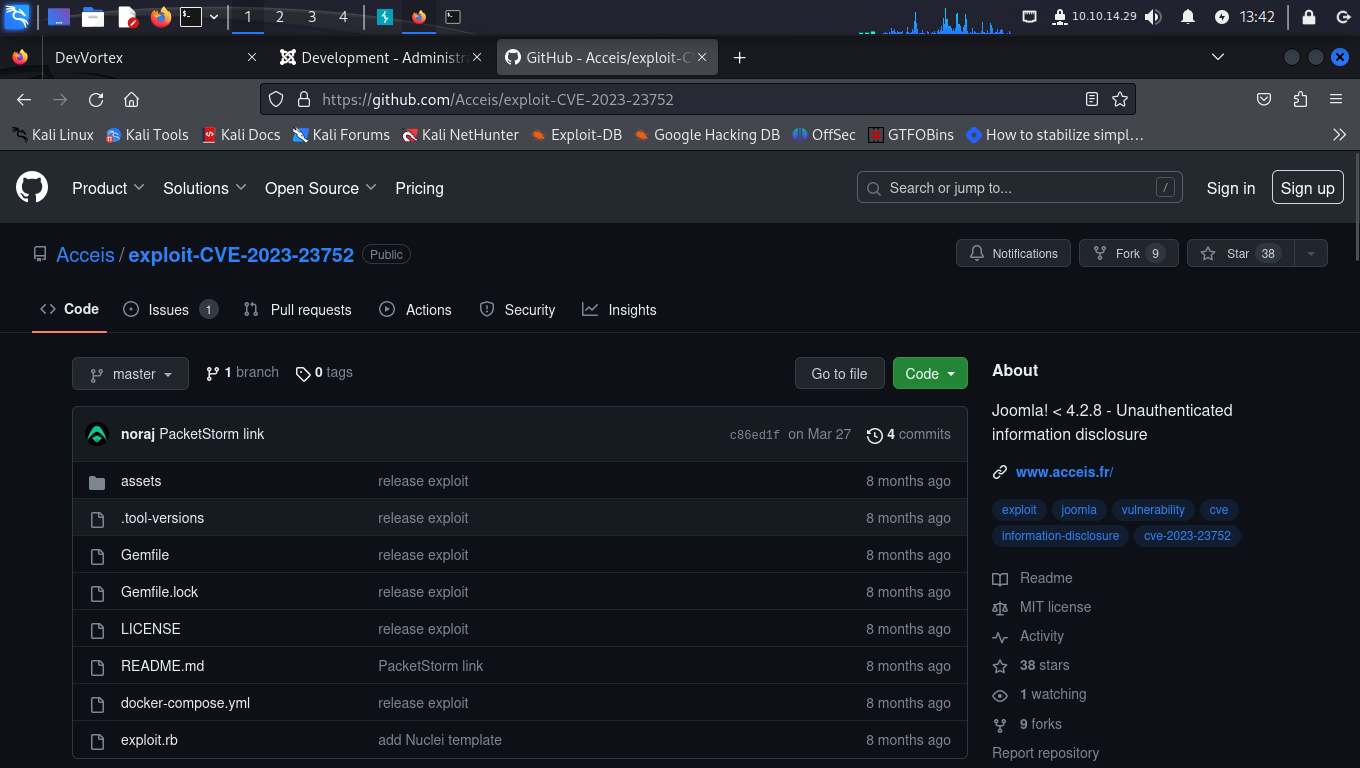 1 2 3 4 10.10.14.29 13:42
DevVortex Development - Administra GitHub - Acceis/exploit-C
https://github.com/Acceis/exploit-CVE-2023-23752
Kali Linux Kali Tools Kali Docs Kali Forums Kali NetHunter Exploit-DB Google Hacking DB OffSec GTFOBins How to stabilize simpl…
Product Solutions Open Source Pricing Search or jump to... / Sign in Sign up
Acceis / exploit-CVE-2023-23752 Public Notifications Fork 9 Star 38
Code Issues 1 Pull requests Actions Security Insights
master 1 branch 0 tags Go to file Code
About
Joomla! < 4.2.8 - Unauthenticated
information disclosure
www.acceis.fr/
exploit joomla vulnerability cve
information-disclosure cve-2023-23752
Readme
MIT license
Activity
38 stars
1 watching
9 forks
Report repository
noraj PacketStorm link c86ed1f on Mar 27 4 commits
assets release exploit 8 months ago
.tool-versions release exploit 8 months ago
Gemfile release exploit 8 months ago
Gemfile.lock release exploit 8 months ago
LICENSE release exploit 8 months ago
README.md PacketStorm link 8 months ago
docker-compose.yml release exploit 8 months ago
exploit.rb add Nuclei template 8 months ago